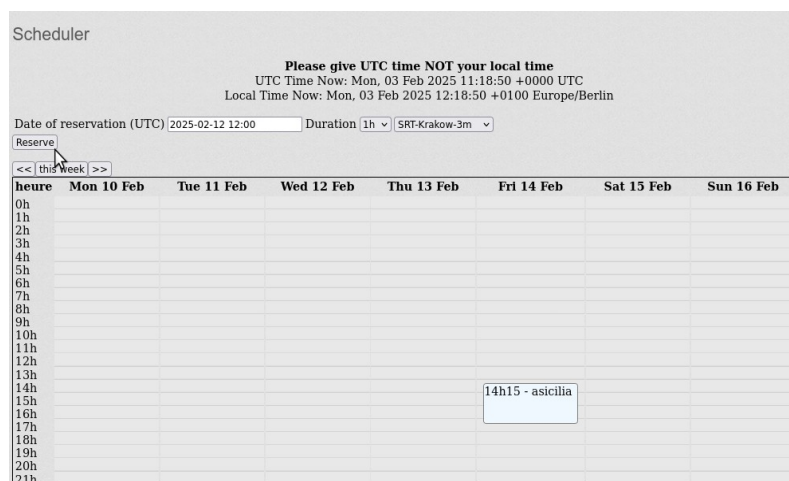 Scheduler
Please give UTC time NOT your local time
UTC Time Now: Mon, 03 Feb 2025 11:18:50 +0000 UTC
Local Time Now: Mon, 03 Feb 2025 12:18:50 +0100 Europe/Berlin
Date of reservation (UTC) 2025-02-12 12:00 Duration 1h SRT-Krakow-3m
Reserve
<< this week >>
heure Mon 10 Feb Tue 11 Feb Wed 12 Feb Thu 13 Feb Fri 14 Feb Sat 15 Feb Sun 16 Feb
0h
1h
2h
3h
4h
5h
6h
7h
8h
9h
10h
11h
12h
13h
14h 14h15 - asicilia
15h
16h
17h
18h
19h
20h
21h